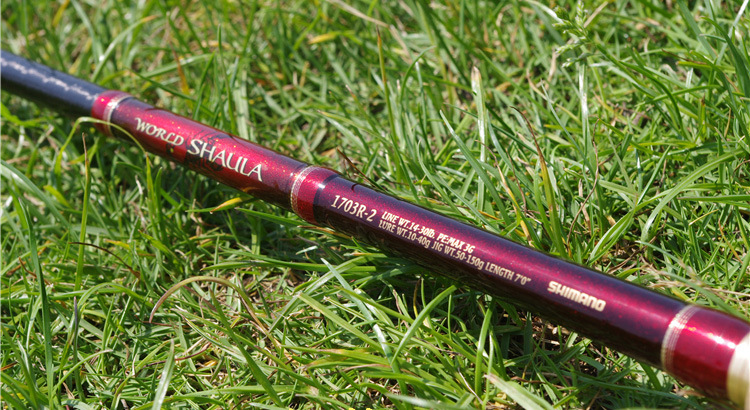 WORLD SHAULA
1703R-2
LINE WT.14-30lb. PE:MAX 3G
LURE WT.10-40g JIG WT.50-150g LENGTH 7'0"
SHIMANO